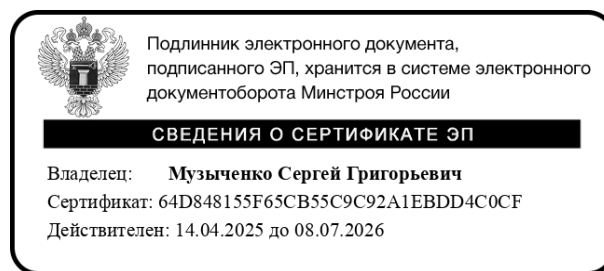 Подлинник электронного документа,
подписанного ЭП, хранится в системе электронного
документоборота Минстроя России
СВЕДЕНИЯ О СЕРТИФИКАТЕ ЭП
Владелец: Музыченко Сергей Григорьевич
Сертификат: 64D848155F65CB55C9C92A1EBDD4C0CF
Действителен: 14.04.2025 до 08.07.2026